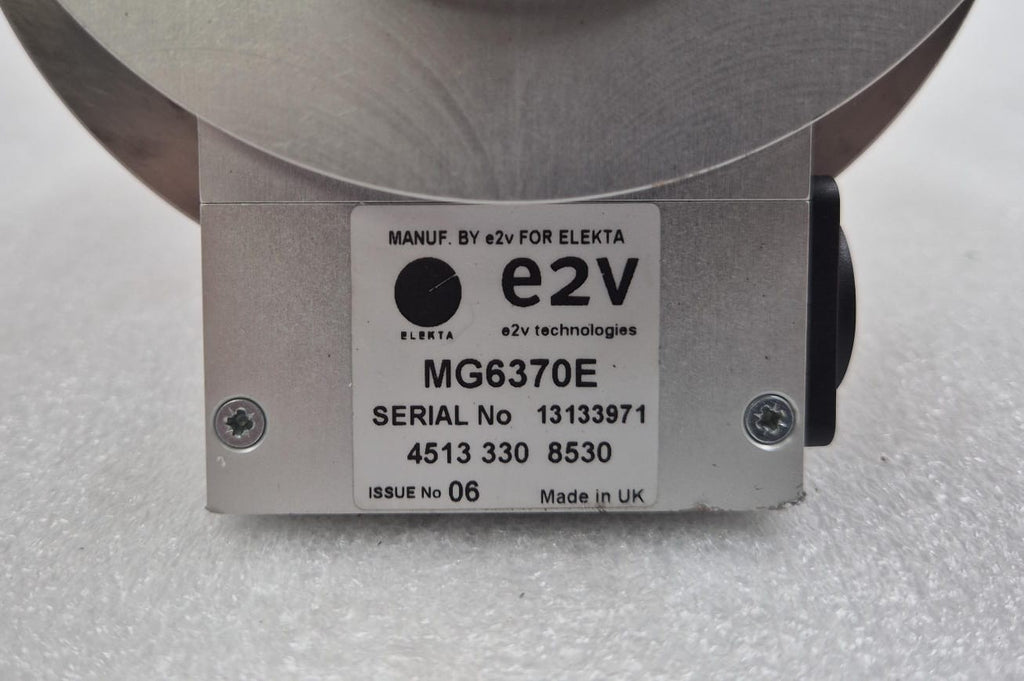 MANUF. BY e2v FOR ELEKTA
e2v
ELEKTA
e2v technologies
MG6370E
SERIAL No 13133971
4513 330 8530
ISSUE No 06
Made in UK